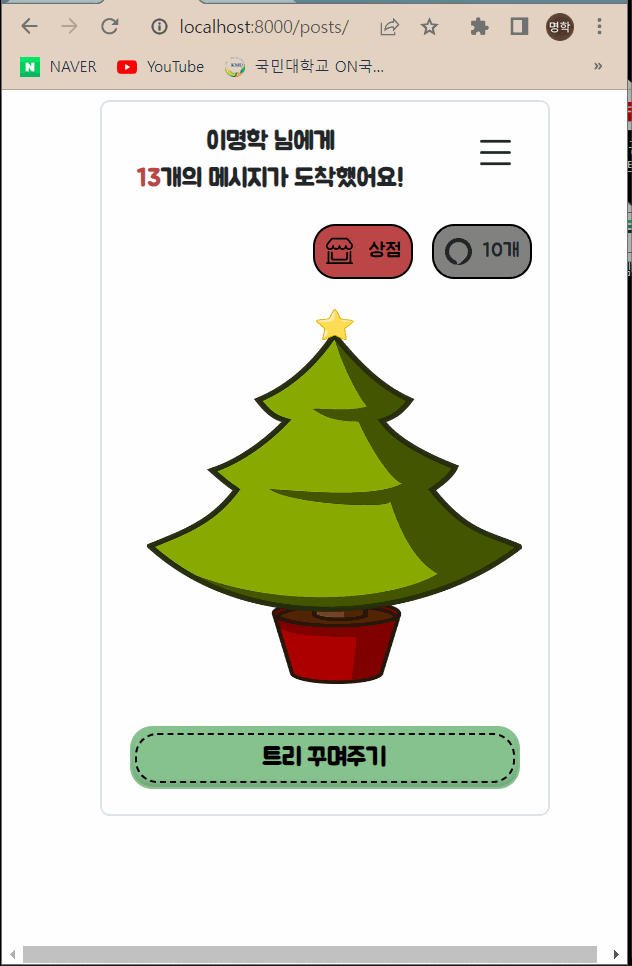 localhost:8000/posts/
명학
NAVER
YouTube
국민대학교 ON국...
»
이명학 님에게
13개의 메시지가 도착했어요!
상점
10개
트리 꾸며주기